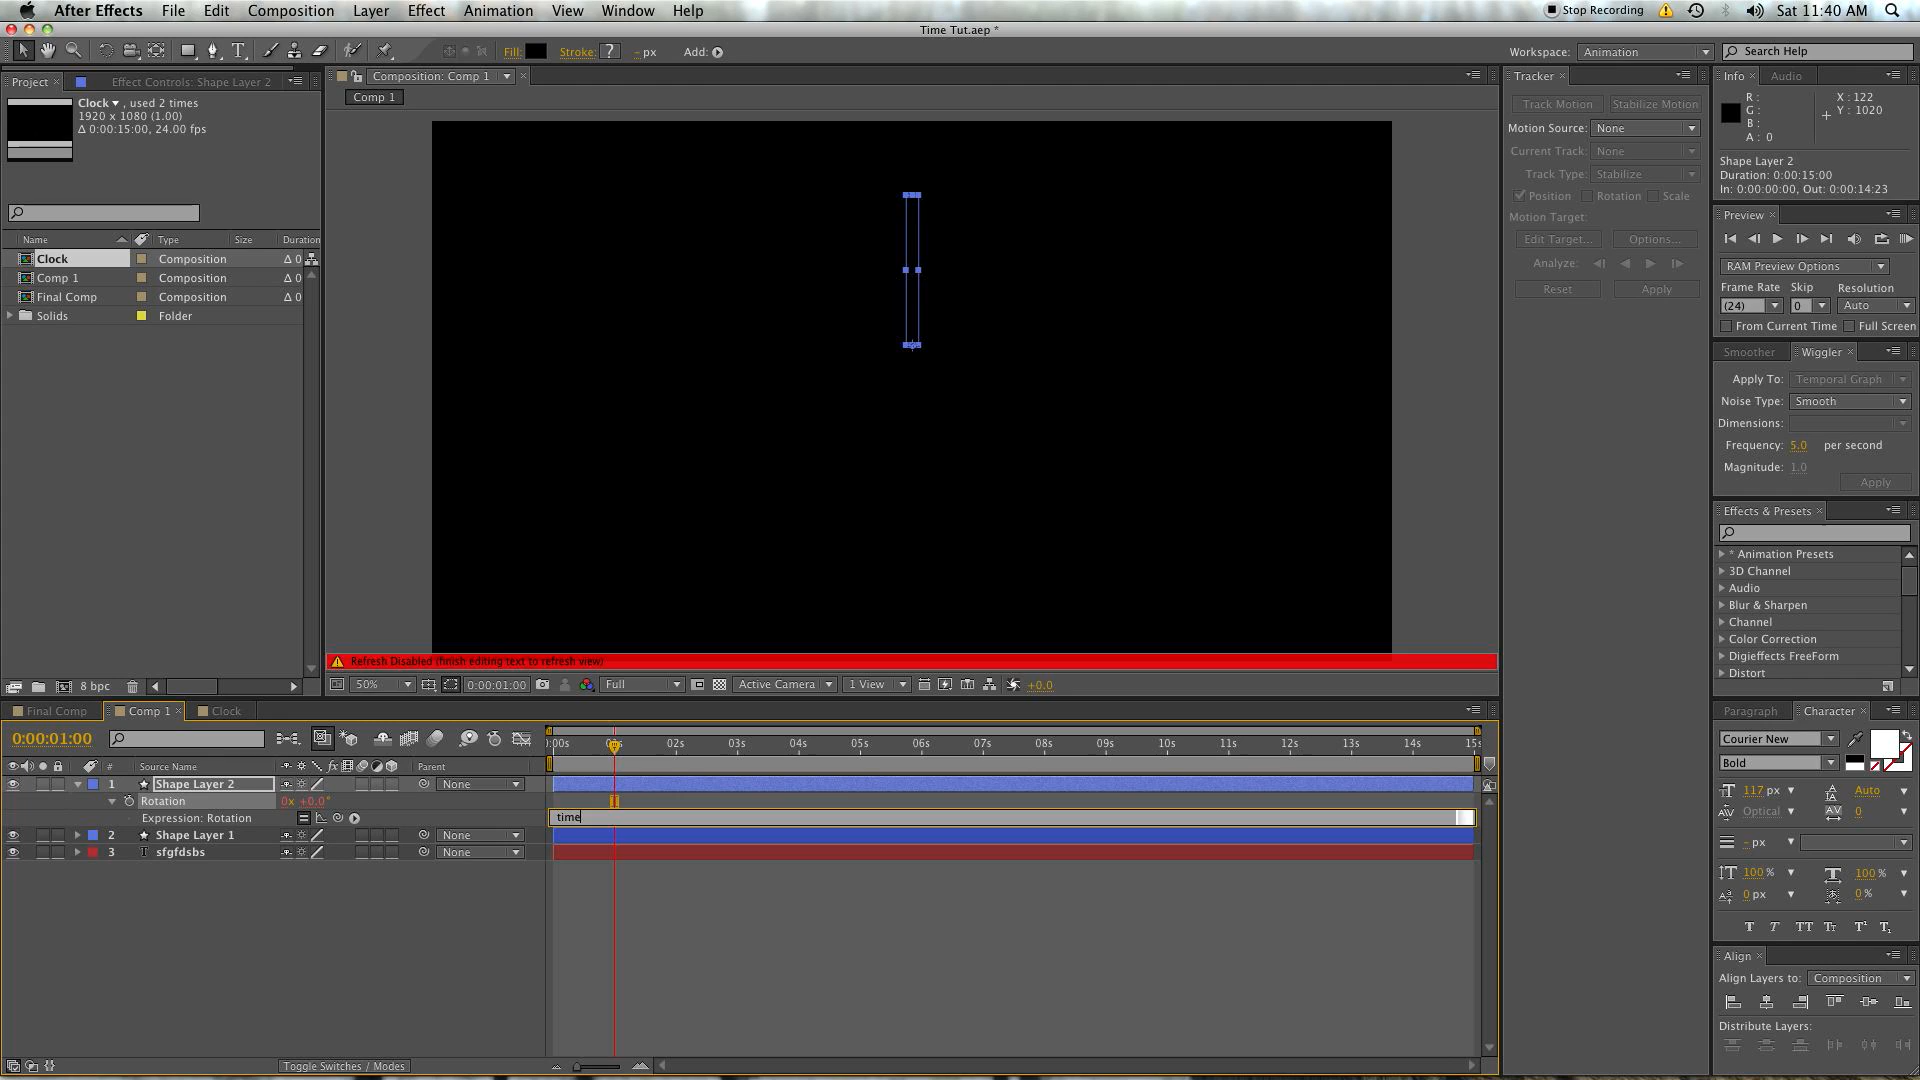 After Effects File Edit Composition Layer Effect Animation View Window Help
Stop Recording Sat 11:40 AM
Time Tut.aep *
Fill: Stroke: ? - px Add:
Workspace: Animation Search Help
Project Effect Controls: Shape Layer 2
Clock , used 2 times
1920 x 1080 (1.00)
Δ 0:00:15:00, 24.00 fps
Name Type Size Duration
Clock Composition Δ 0
Comp 1 Composition Δ 0
Final Comp Composition Δ 0
Solids Folder
8 bpc
Composition: Comp 1
Comp 1
Refresh Disabled (finish editing text to refresh view)
50% 0:00:01:00 Full Active Camera 1 View +0.0
Tracker
Track Motion Stabilize Motion
Motion Source: None
Current Track: None
Track Type: Stabilize
Position Rotation Scale
Motion Target:
Edit Target... Options...
Analyze:
Reset Apply
Info Audio
R : X : 122
G : Y : 1020
B :
A : 0
Shape Layer 2
Duration: 0:00:15:00
In: 0:00:00:00, Out: 0:00:14:23
Preview
RAM Preview Options
Frame Rate Skip Resolution
(24) 0 Auto
From Current Time Full Screen
Smoother Wiggler
Apply To: Temporal Graph
Noise Type: Smooth
Dimensions:
Frequency: 5.0 per second
Magnitude: 1.0
Apply
Effects & Presets
* Animation Presets
3D Channel
Audio
Blur & Sharpen
Channel
Color Correction
Digieffects FreeForm
Distort
Paragraph Character
Courier New
Bold
117 px Auto
Optical 0
- px
100 % 100 %
0 px 0 %
T T TT TT T¹ T₁
Align
Align Layers to: Composition
Distribute Layers:
Final Comp Comp 1 Clock
0:00:01:00
:00s 01s 02s 03s 04s 05s 06s 07s 08s 09s 10s 11s 12s 13s 14s 15s
# Source Name fx Parent
1 Shape Layer 2 None
Rotation 0x +0.0°
Expression: Rotation
time
2 Shape Layer 1 None
3 T sfgfdsbs None
Toggle Switches / Modes